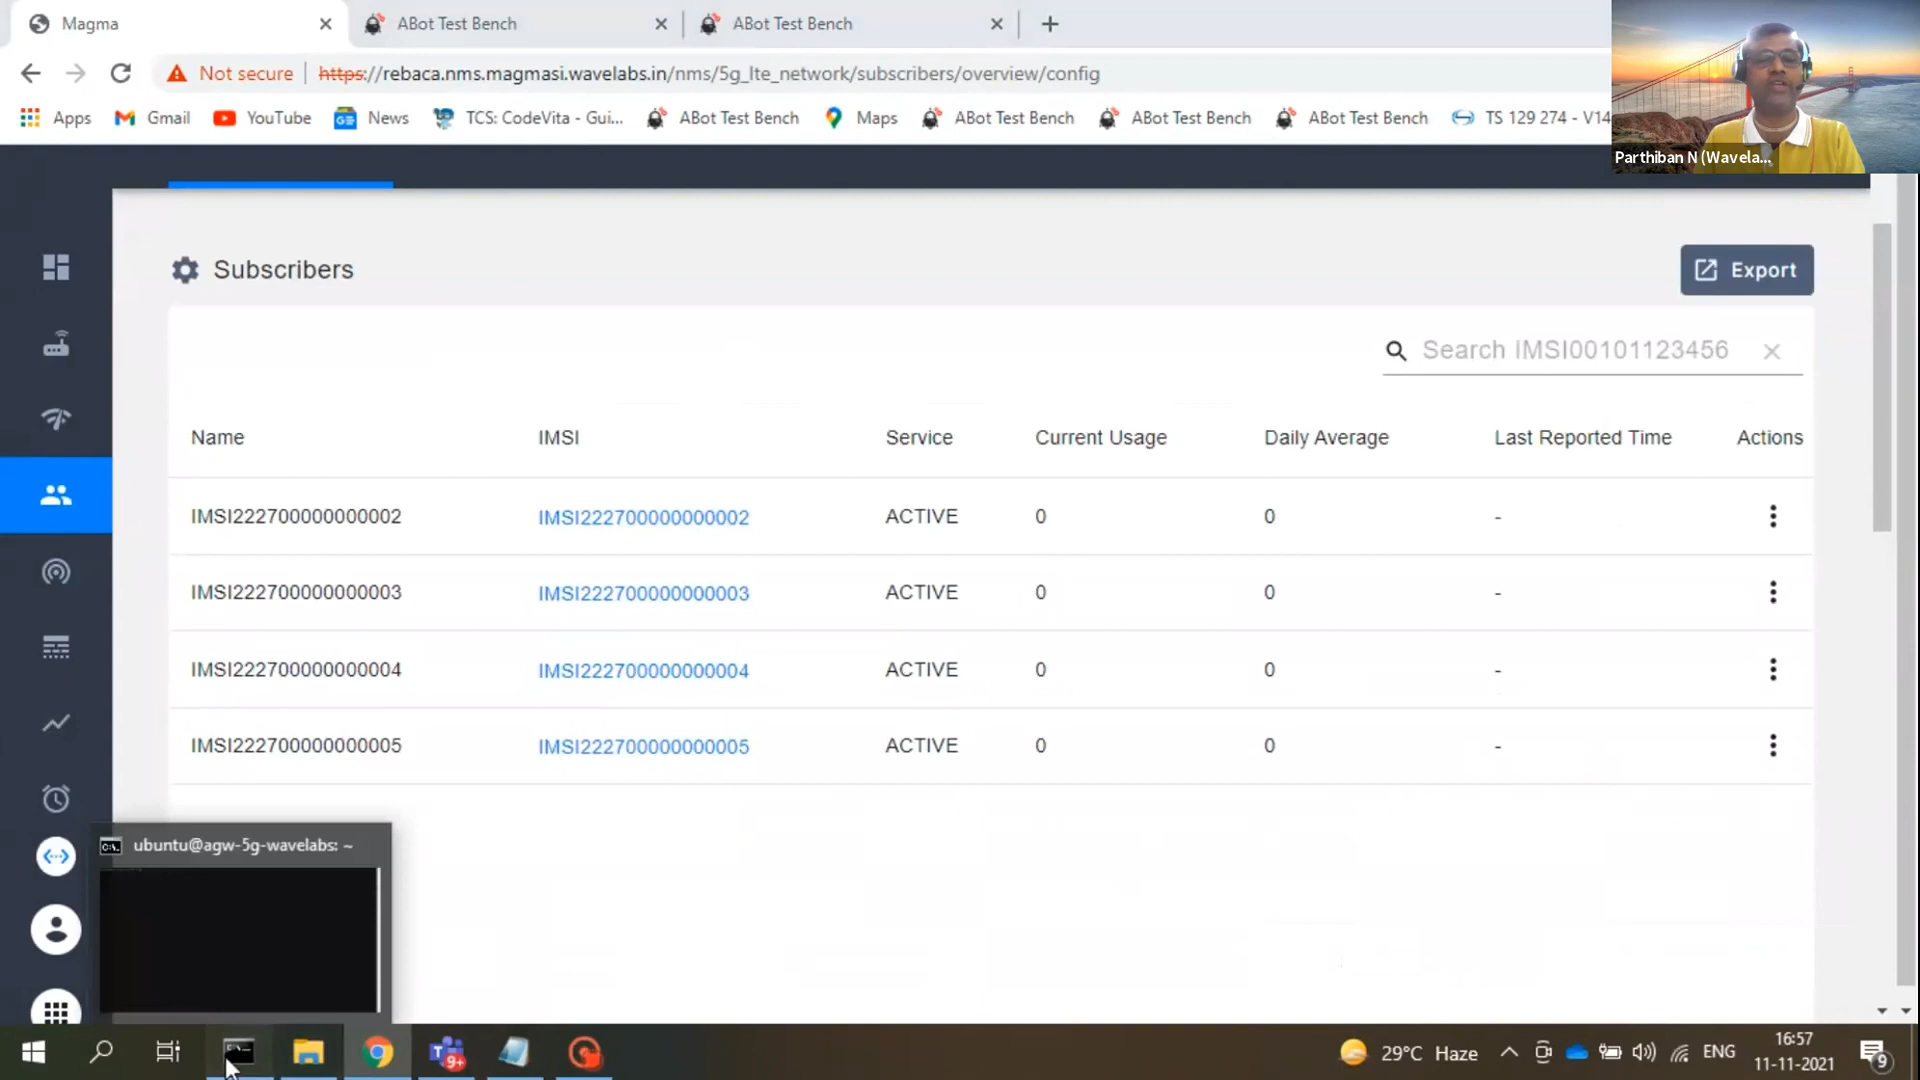 Magma
ABot Test Bench
ABot Test Bench
Not secure
https://rebaca.nms.magmasi.wavelabs.in/nms/5g_lte_network/subscribers/overview/config
Apps
Gmail
YouTube
News
TCS: CodeVita - Gui...
ABot Test Bench
Maps
ABot Test Bench
ABot Test Bench
ABot Test Bench
TS 129 274 - V14
Parthiban N (Wavela...
Subscribers
Export
Search IMSI00101123456
Name IMSI Service Current Usage Daily Average Last Reported Time Actions
IMSI222700000000002 IMSI222700000000002 ACTIVE 0 0 -
IMSI222700000000003 IMSI222700000000003 ACTIVE 0 0 -
IMSI222700000000004 IMSI222700000000004 ACTIVE 0 0 -
IMSI222700000000005 IMSI222700000000005 ACTIVE 0 0 -
ubuntu@agw-5g-wavelabs: ~
9+
29°C Haze
ENG
16:57
11-11-2021
9